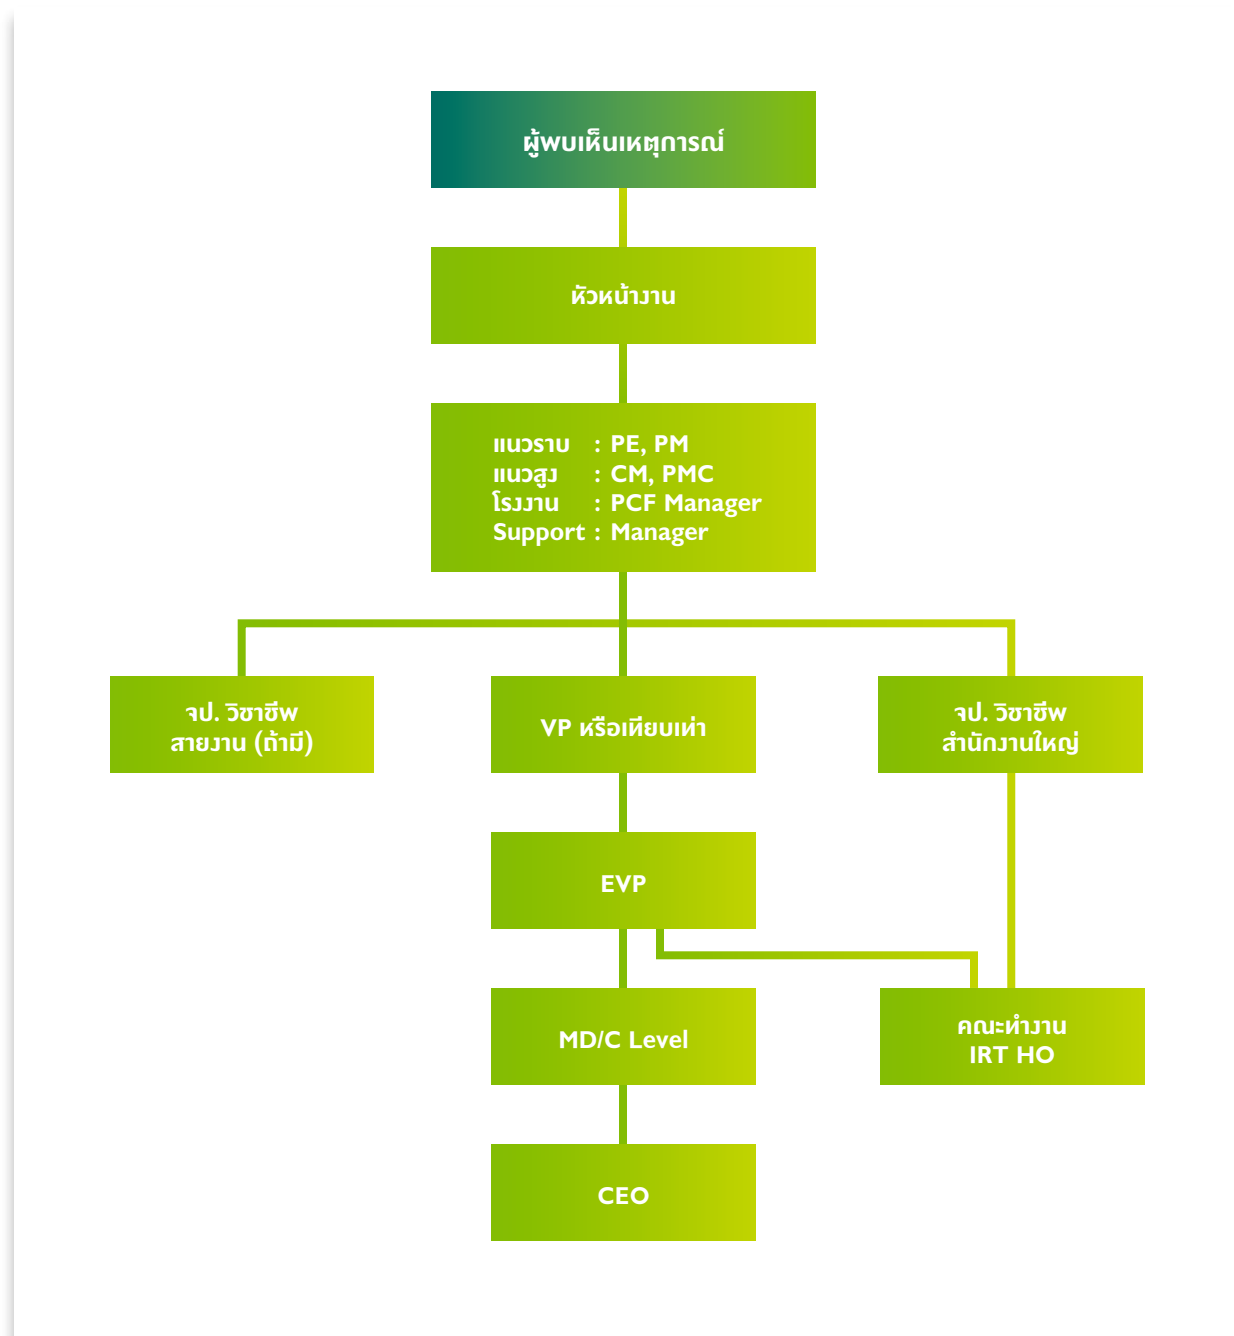 ผู้พบเห็นเหตุการณ์
หัวหน้างาน
แนวราบ : PE, PM
แนวสูง : CM, PMC
โรงงาน : PCF Manager
Support : Manager
จป. วิชาชีพ
สายงาน (ถ้ามี)
VP หรือเทียบเท่า
จป. วิชาชีพ
สำนักงานใหญ่
EVP
MD/C Level
คณะทำงาน
IRT HO
CEO